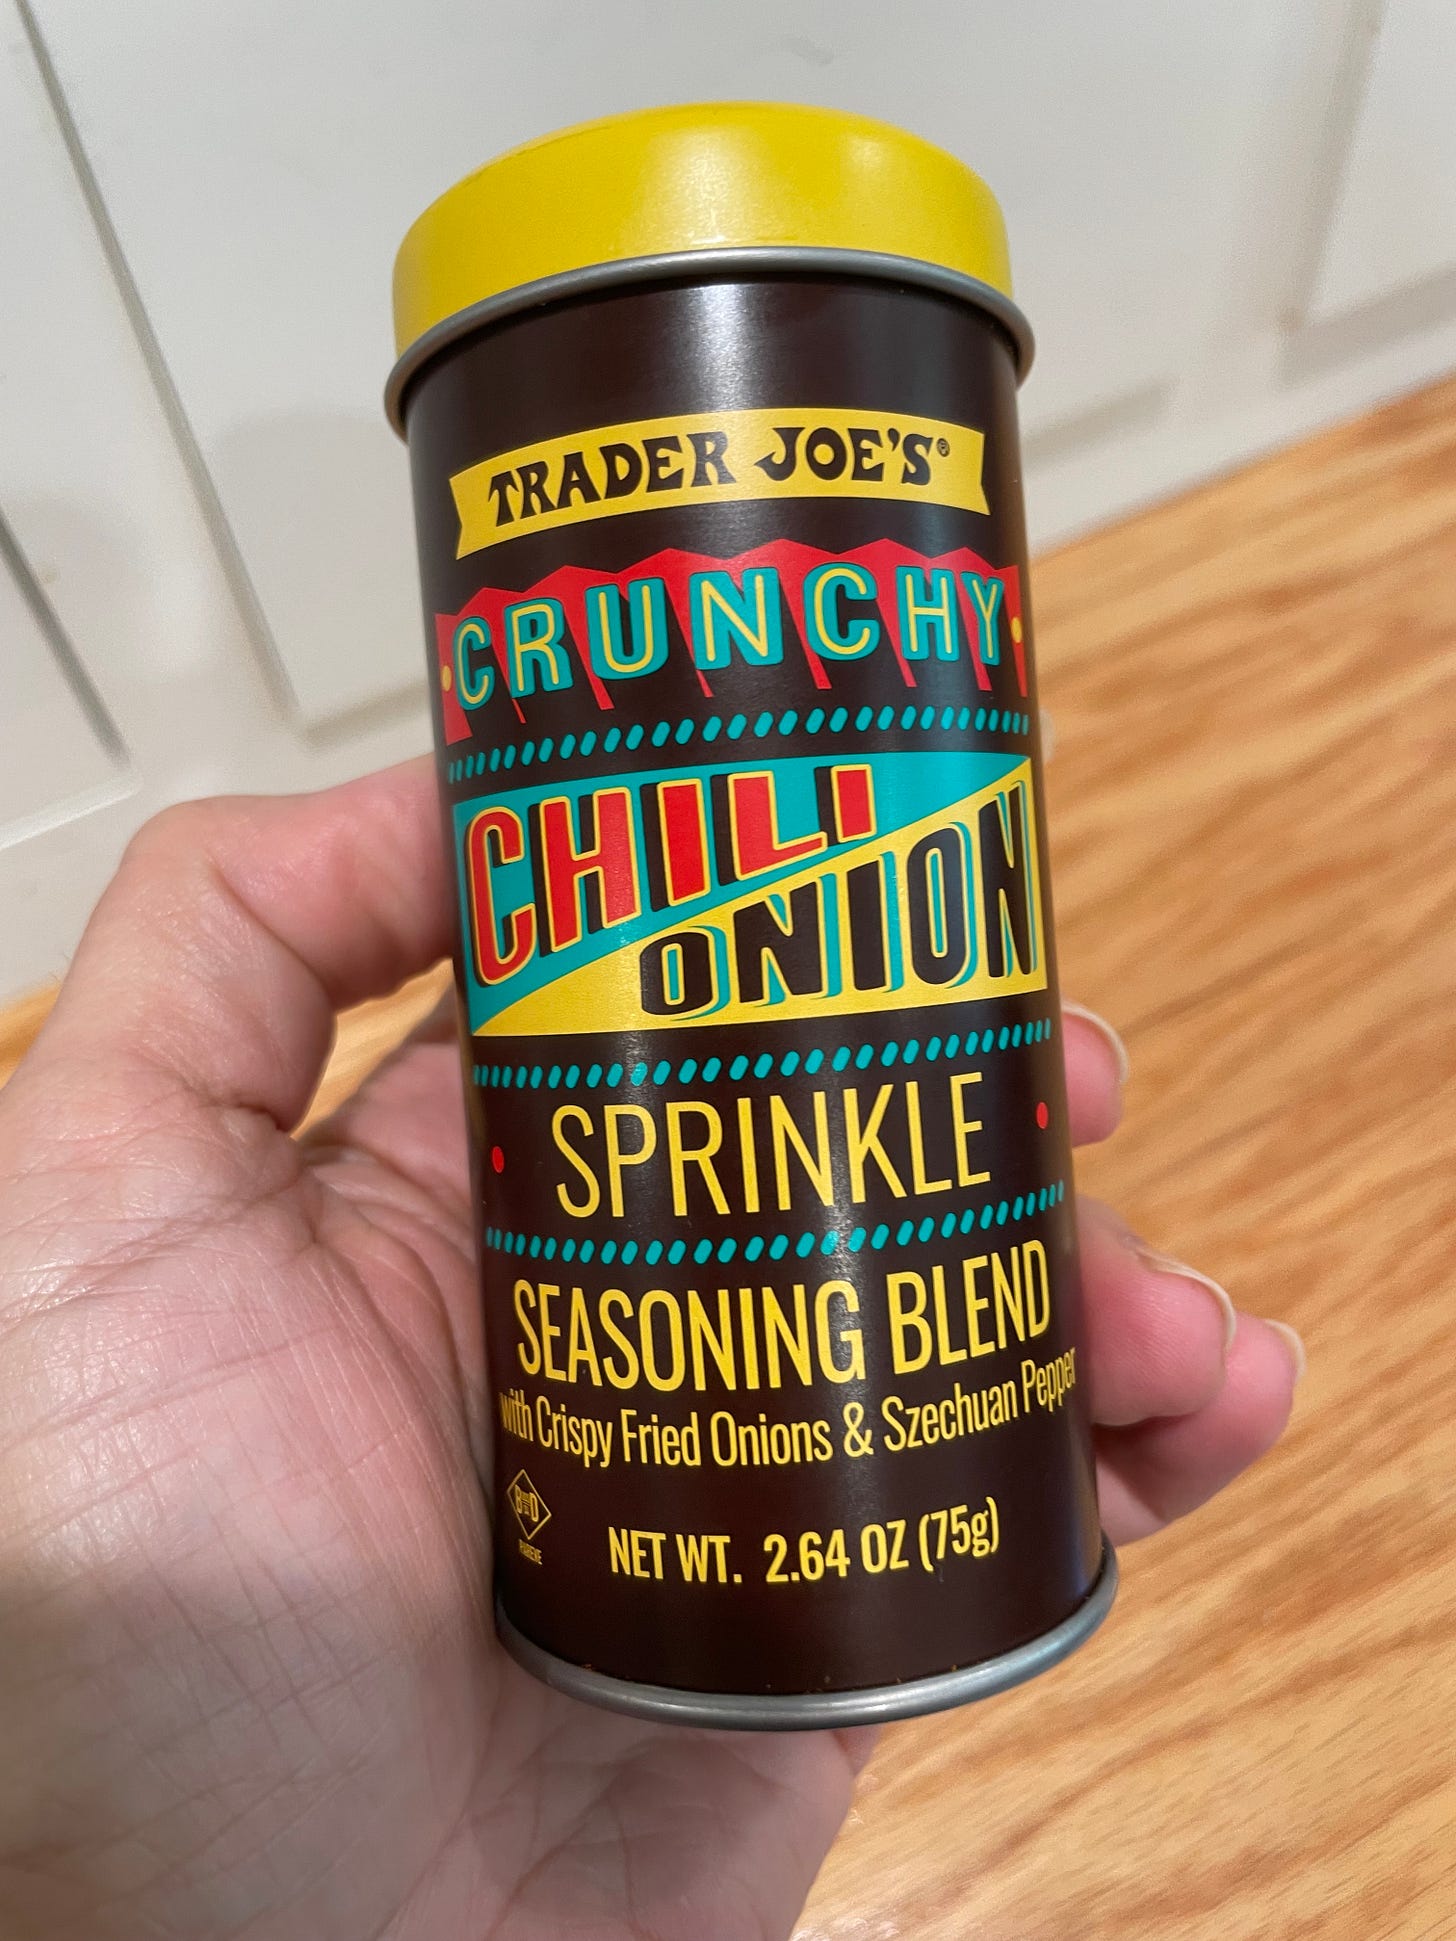 TRADER JOE'S®
CRUNCHY
CHILI
ONION
SPRINKLE
SEASONING BLEND
with Crispy Fried Onions & Szechuan Pepper
B D
PAREVE
NET WT. 2.64 OZ (75g)